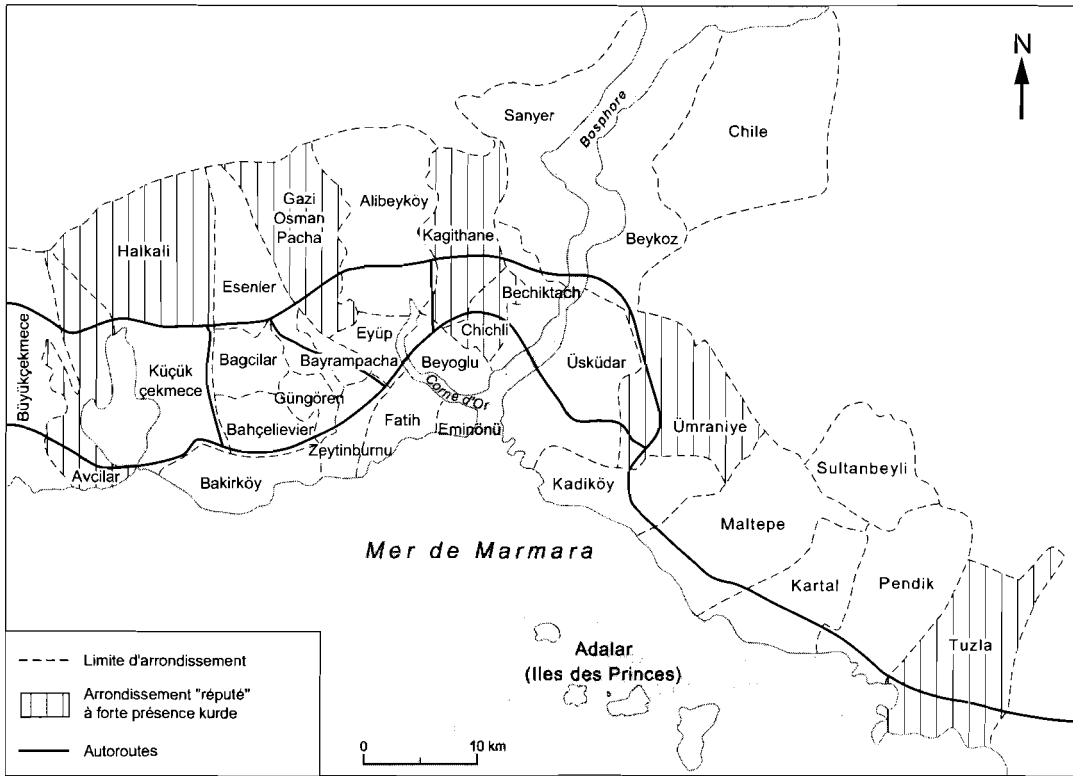 N
Sanyer
Bosphore
Chile
Gazi
Osman
Pacha
Alibeyköy
Halkali
Kagithane
Beykoz
Esenler
Bechiktach
Eyüp
Chichli
Büyükçekmece
Küçük
çekmece
Bagcilar
Bayrampacha
Beyoglu
Üsküdar
Corne d'Or
Güngören
Fatih
Eminönü
Ümraniye
Bahçelievier
Zeytinburnu
Sultanbeyli
Avcilar
Bakirköy
Kadiköy
Maltepe
Mer de Marmara
Kartal
Pendik
Tuzla
Adalar
(Iles des Princes)
Limite d'arrondissement
Arrondissement "réputé"
à forte présence kurde
Autoroutes
0 10 km